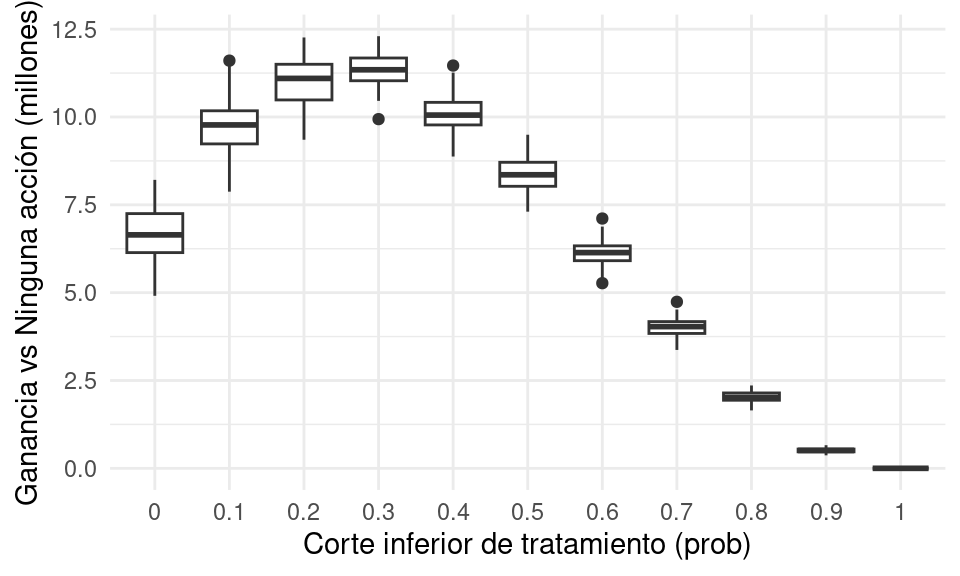 Ganancia vs Ninguna acción (millones)
12.5
10.0
7.5
5.0
2.5
0.0
0 0.1 0.2 0.3 0.4 0.5 0.6 0.7 0.8 0.9 1
Corte inferior de tratamiento (prob)